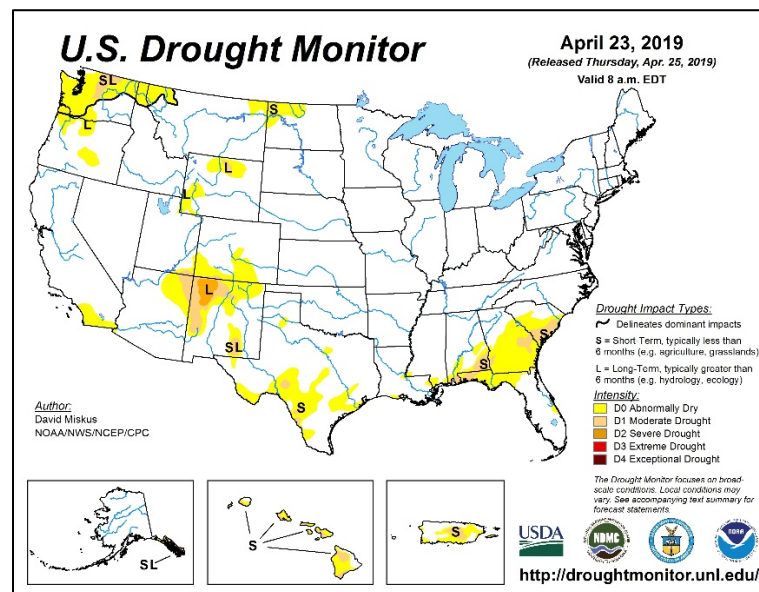 U.S. Drought Monitor
April 23, 2019
(Released Thursday, Apr. 25, 2019)
Valid 8 a.m. EDT
SL
L
S
L
L
L
SL
S
S
S
Author:
David Miskus
NOAA/NWS/NCEP/CPC
Drought Impact Types:
Delineates dominant impacts
S = Short Term, typically less than
6 months (e.g. agriculture, grasslands)
L = Long-Term, typically greater than
6 months (e.g. hydrology, ecology)
Intensity:
D0 Abnormally Dry
D1 Moderate Drought
D2 Severe Drought
D3 Extreme Drought
D4 Exceptional Drought
The Drought Monitor focuses on broad-
scale conditions. Local conditions may
vary. See accompanying text summary for
forecast statements.
SL
S
S
USDA
NDMC
NOAA
http://droughtmonitor.unl.edu/